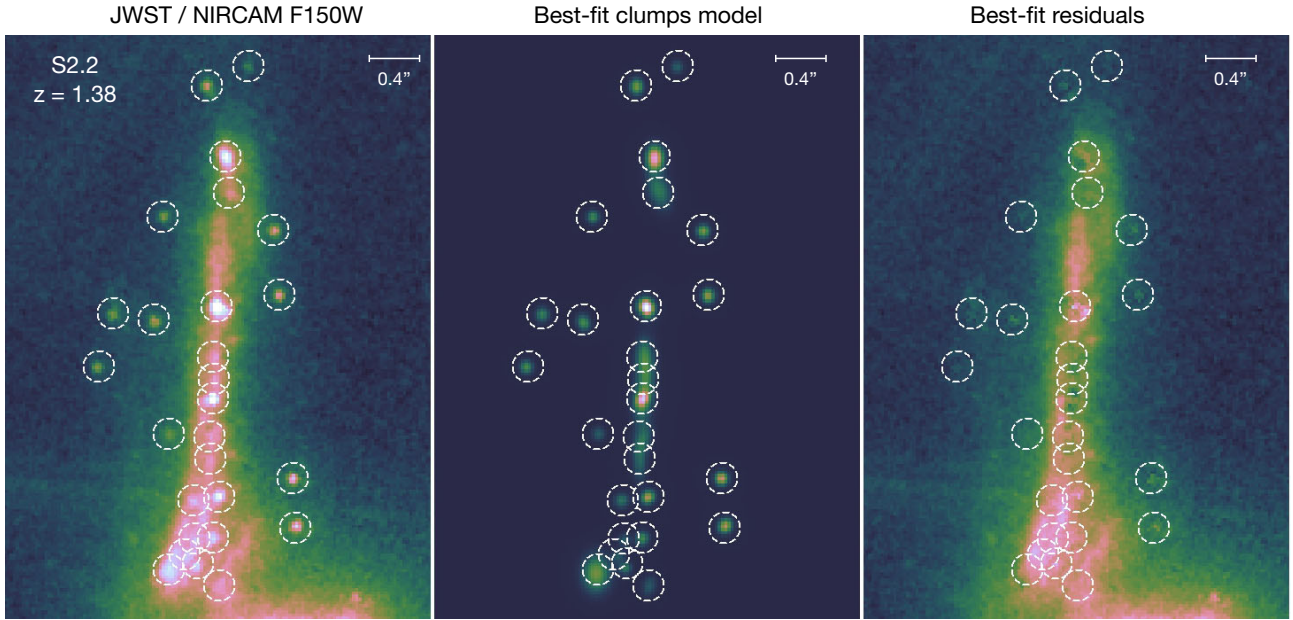 JWST / NIRCAM F150W
Best-fit clumps model
Best-fit residuals
S2.2
z = 1.38
0.4”
0.4”
0.4”